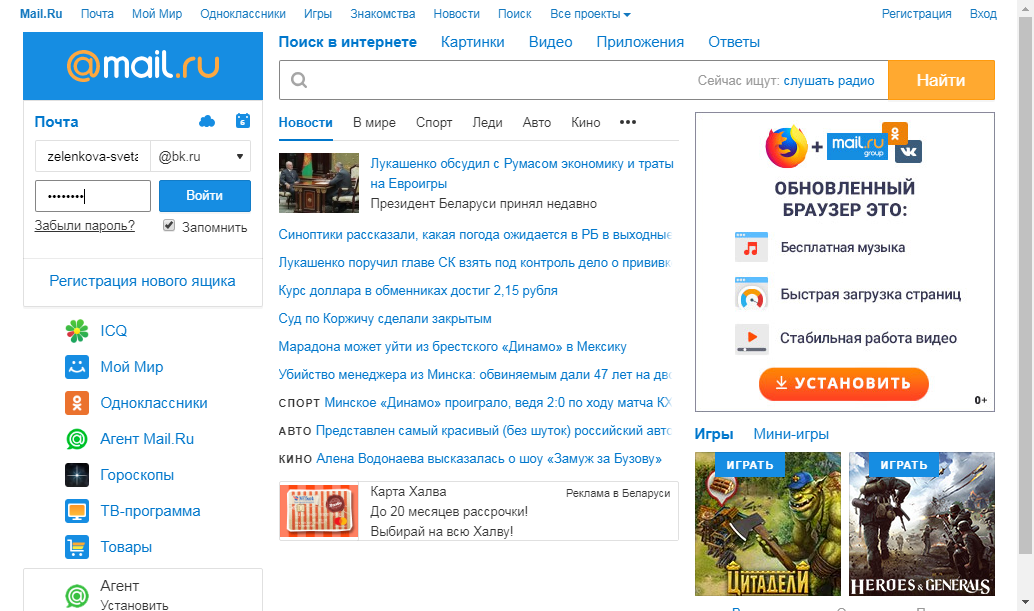 Mail.Ru Почта Мой Мир Одноклассники Игры Знакомства Новости Поиск Все проекты Регистрация Вход
@mail.ru
Поиск в интернете Картинки Видео Приложения Ответы
Сейчас ищут: слушать радио Найти
Почта 6
zelenkova-sveta @bk.ru
•••••••• Войти
Забыли пароль? Запомнить
Регистрация нового ящика
ICQ
Мой Мир
Одноклассники
Агент Mail.Ru
Гороскопы
ТВ-программа
Товары
Агент
Установить
Новости В мире Спорт Леди Авто Кино •••
Лукашенко обсудил с Румасом экономику и траты
на Евроигры
Президент Беларуси принял недавно
Синоптики рассказали, какая погода ожидается в РБ в выходные
Лукашенко поручил главе СК взять под контроль дело о привив
Курс доллара в обменниках достиг 2,15 рубля
Суд по Коржичу сделали закрытым
Марадона может уйти из брестского «Динамо» в Мексику
Убийство менеджера из Минска: обвиняемым дали 47 лет на дво
СПОРТ Минское «Динамо» проиграло, ведя 2:0 по ходу матча КХ
АВТО Представлен самый красивый (без шуток) российский авто
КИНО Алена Водонаева высказалась о шоу «Замуж за Бузову»
Карта Халва Реклама в Беларуси
До 20 месяцев рассрочки!
Выбирай на всю Халву!
+ mail.ru group
ОБНОВЛЕННЫЙ
БРАУЗЕР ЭТО:
Бесплатная музыка
Быстрая загрузка страниц
Стабильная работа видео
УСТАНОВИТЬ
0+
Игры Мини-игры
ИГРАТЬ ИГРАТЬ
ЦИТАДЕЛИ HEROES & GENERALS